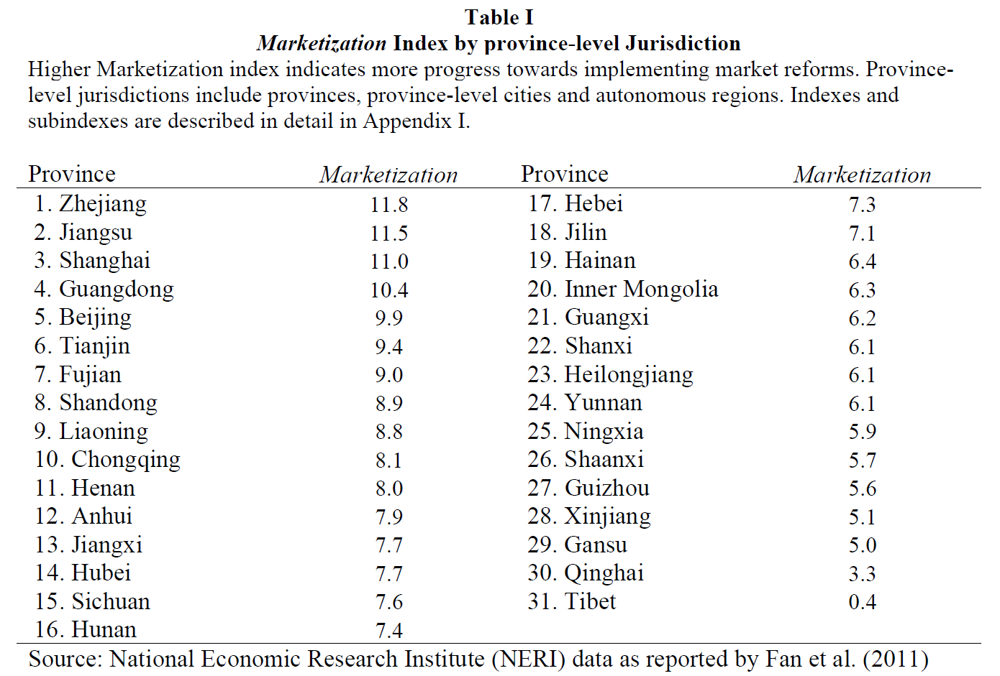 Table I
Marketization Index by province-level Jurisdiction
Higher Marketization index indicates more progress towards implementing market reforms. Province-
level jurisdictions include provinces, province-level cities and autonomous regions. Indexes and
subindexes are described in detail in Appendix I.
Province Marketization Province Marketization
1. Zhejiang 11.8 17. Hebei 7.3
2. Jiangsu 11.5 18. Jilin 7.1
3. Shanghai 11.0 19. Hainan 6.4
4. Guangdong 10.4 20. Inner Mongolia 6.3
5. Beijing 9.9 21. Guangxi 6.2
6. Tianjin 9.4 22. Shanxi 6.1
7. Fujian 9.0 23. Heilongjiang 6.1
8. Shandong 8.9 24. Yunnan 6.1
9. Liaoning 8.8 25. Ningxia 5.9
10. Chongqing 8.1 26. Shaanxi 5.7
11. Henan 8.0 27. Guizhou 5.6
12. Anhui 7.9 28. Xinjiang 5.1
13. Jiangxi 7.7 29. Gansu 5.0
14. Hubei 7.7 30. Qinghai 3.3
15. Sichuan 7.6 31. Tibet 0.4
16. Hunan 7.4
Source: National Economic Research Institute (NERI) data as reported by Fan et al. (2011)